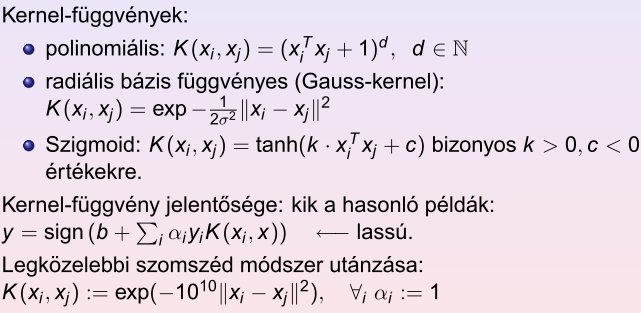 Kernel-függvények:
polinomiális: K(x_i, x_j) = (x_i^T x_j + 1)^d, d ∈ ℕ
radiális bázis függvényes (Gauss-kernel):
K(x_i, x_j) = exp −\frac{1}{2σ^2}‖x_i − x_j‖^2
Szigmoid: K(x_i, x_j) = tanh(k · x_i^T x_j + c) bizonyos k > 0, c < 0
értékekre.
Kernel-függvény jelentősége: kik a hasonló példák:
y = sign (b + ∑_i α_i y_i K(x_i, x)) ⟵ lassú.
Legközelebbi szomszéd módszer utánzása:
K(x_i, x_j) := exp(−10^{10}‖x_i − x_j‖^2), ∀_i α_i := 1